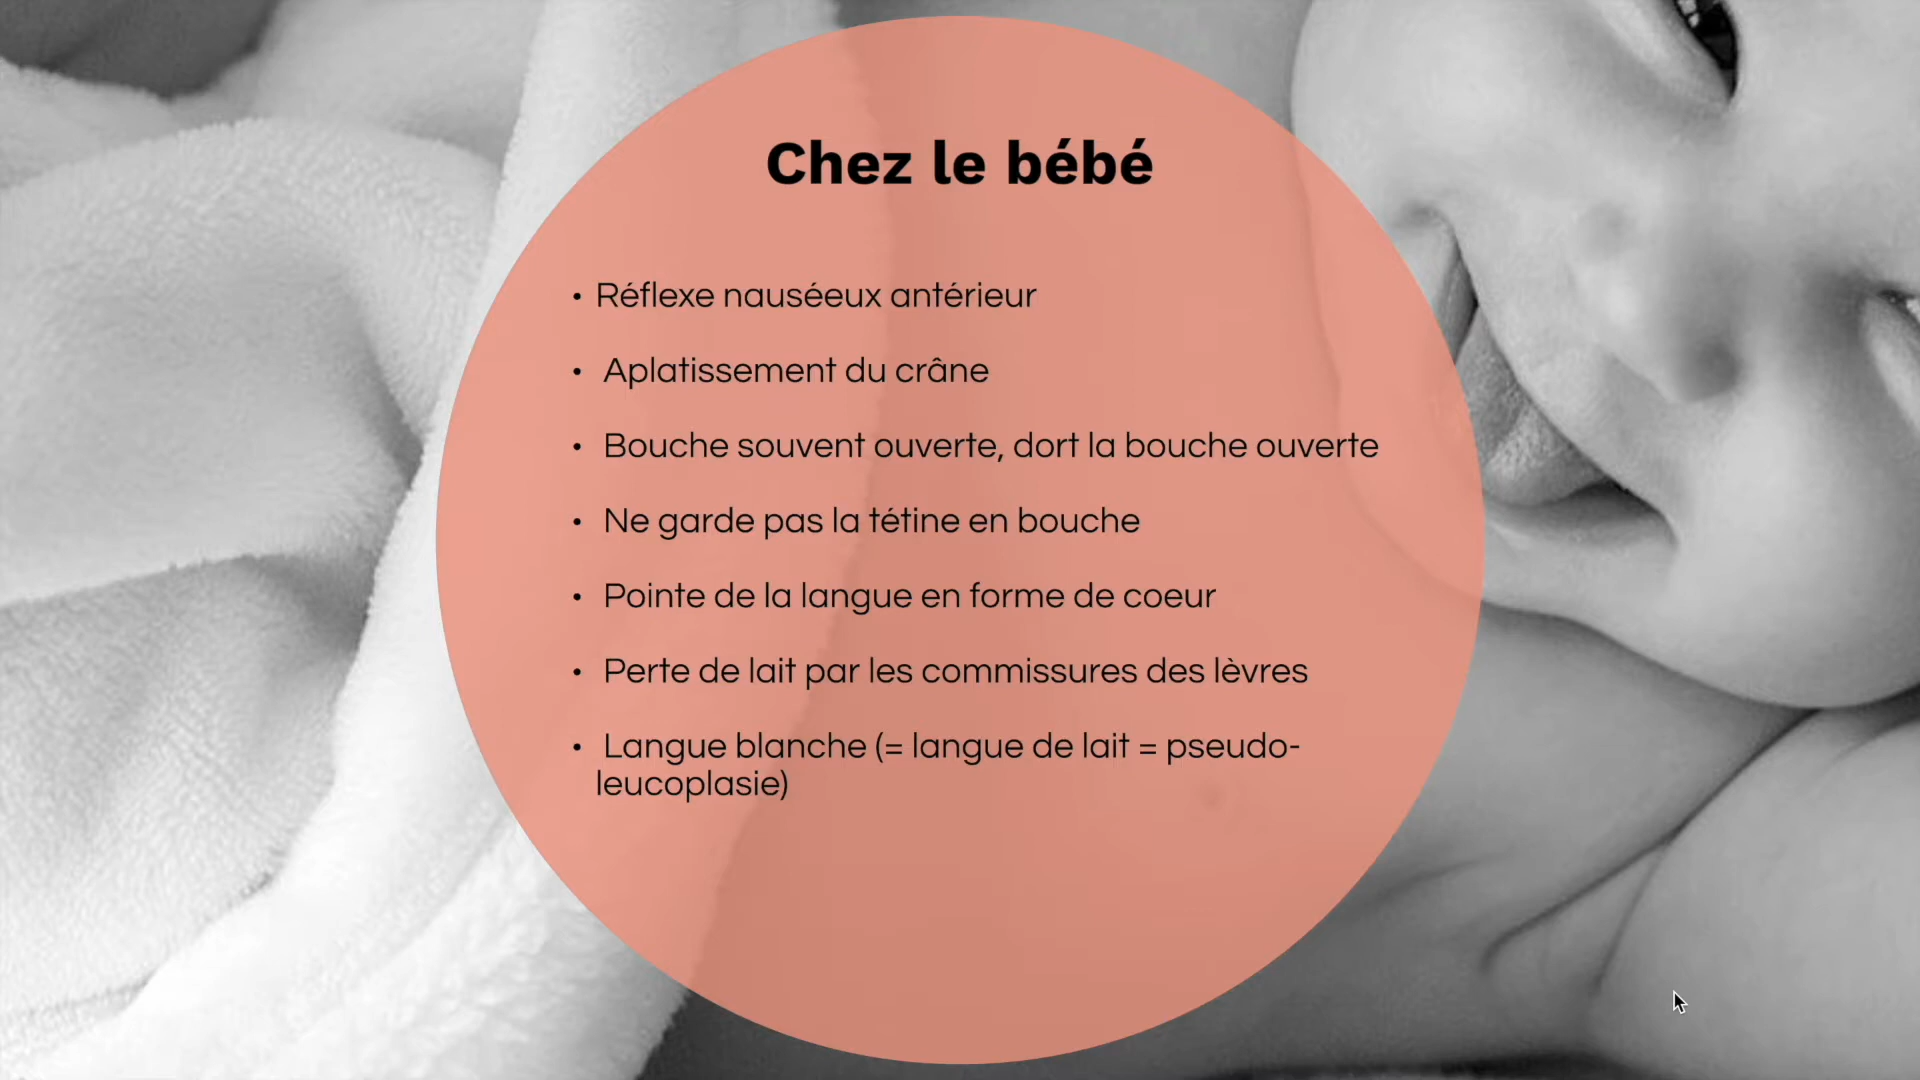 Chez le bébé
• Réflexe nauséeux antérieur
• Aplatissement du crâne
• Bouche souvent ouverte, dort la bouche ouverte
• Ne garde pas la tétine en bouche
• Pointe de la langue en forme de coeur
• Perte de lait par les commissures des lèvres
• Langue blanche (= langue de lait = pseudo-
leucoplasie)